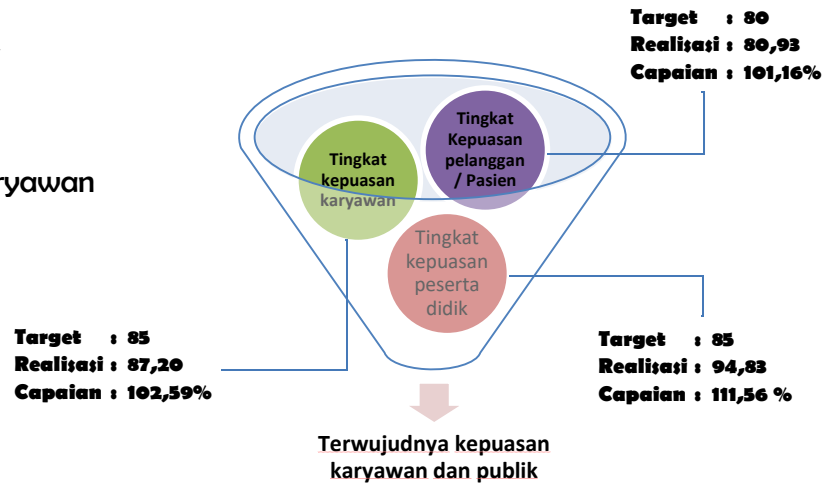 Target : 80
Realisasi : 80,93
Capaian : 101,16%
Tingkat
Kepuasan
pelanggan
/ Pasien
Tingkat
kepuasan
karyawan
ryawan
Tingkat
kepuasan
peserta
didik
Target : 85
Realisasi : 87,20
Capaian : 102,59%
Target : 85
Realisasi : 94,83
Capaian : 111,56 %
Terwujudnya kepuasan
karyawan dan publik